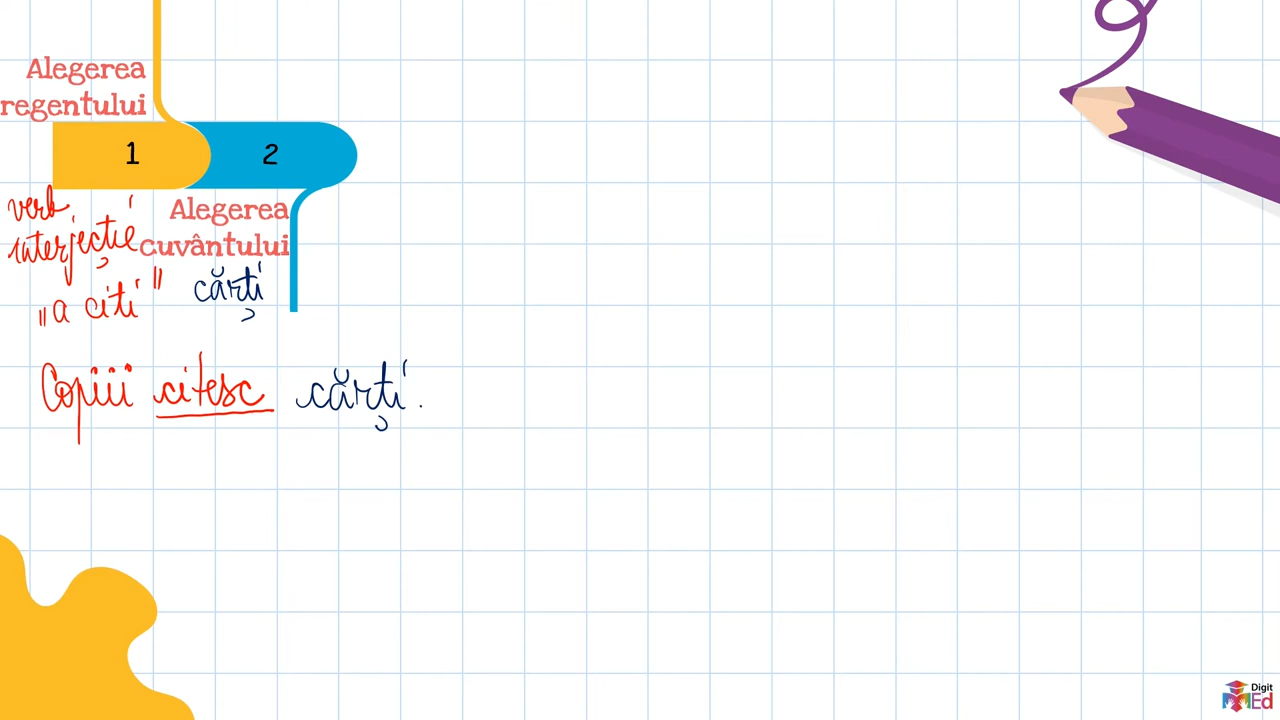 Alegerea
regentului
1
2
verb
interjecție
Alegerea
cuvântului
„a citi"
cărți
Copiii citesc cărți.
Digit
Ed